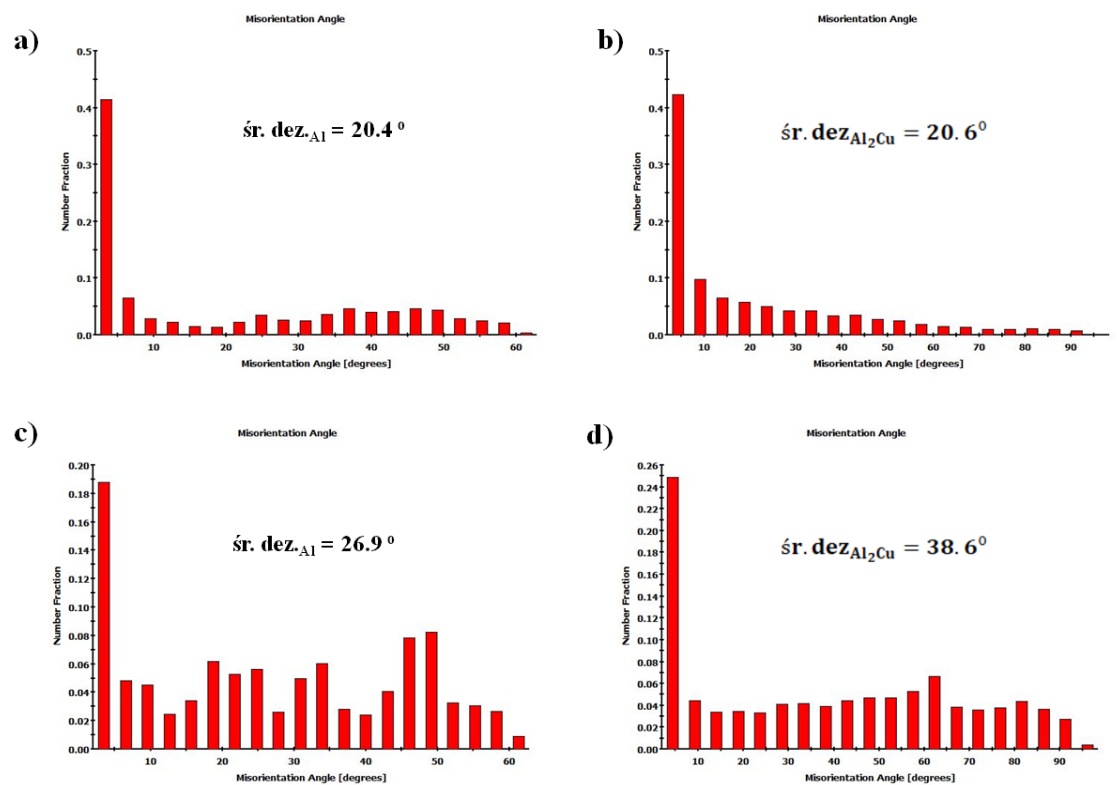 Misorientation Angle
a)
0.5
0.4
0.3
0.2
0.1
0.0
Number Fraction
śr. dez.Al = 20.4 º
10 20 30 40 50 60
Misorientation Angle [degrees]
Misorientation Angle
b)
0.5
0.4
0.3
0.2
0.1
0.0
Number Fraction
śr. dezAl₂Cu = 20. 6⁰
10 20 30 40 50 60 70 80 90
Misorientation Angle [degrees]
Misorientation Angle
c)
0.20
0.18
0.16
0.14
0.12
0.10
0.08
0.06
0.04
0.02
0.00
Number Fraction
śr. dez.Al = 26.9 º
10 20 30 40 50 60
Misorientation Angle [degrees]
Misorientation Angle
d)
0.26
0.24
0.22
0.20
0.18
0.16
0.14
0.12
0.10
0.08
0.06
0.04
0.02
0.00
Number Fraction
śr. dezAl₂Cu = 38. 6⁰
10 20 30 40 50 60 70 80 90
Misorientation Angle [degrees]